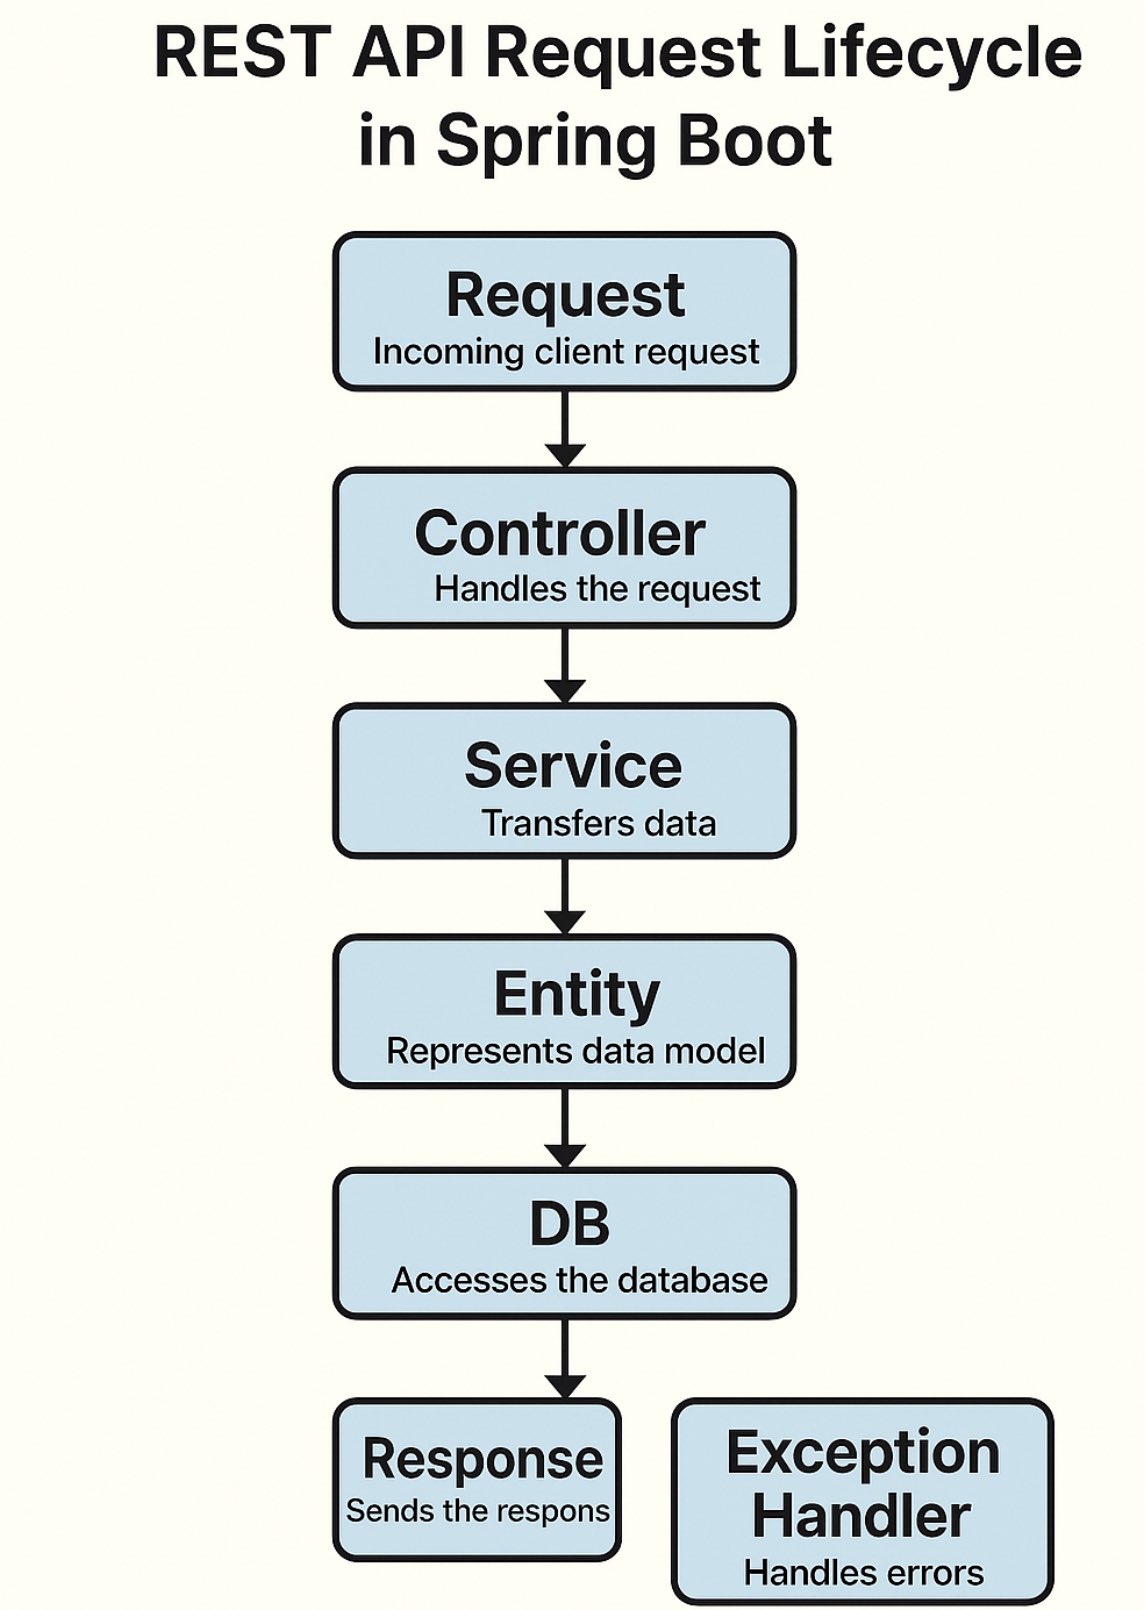 REST API Request Lifecycle
in Spring Boot
Request
Incoming client request
Controller
Handles the request
Service
Transfers data
Entity
Represents data model
DB
Accesses the database
Response
Sends the respons
Exception
Handler
Handles errors